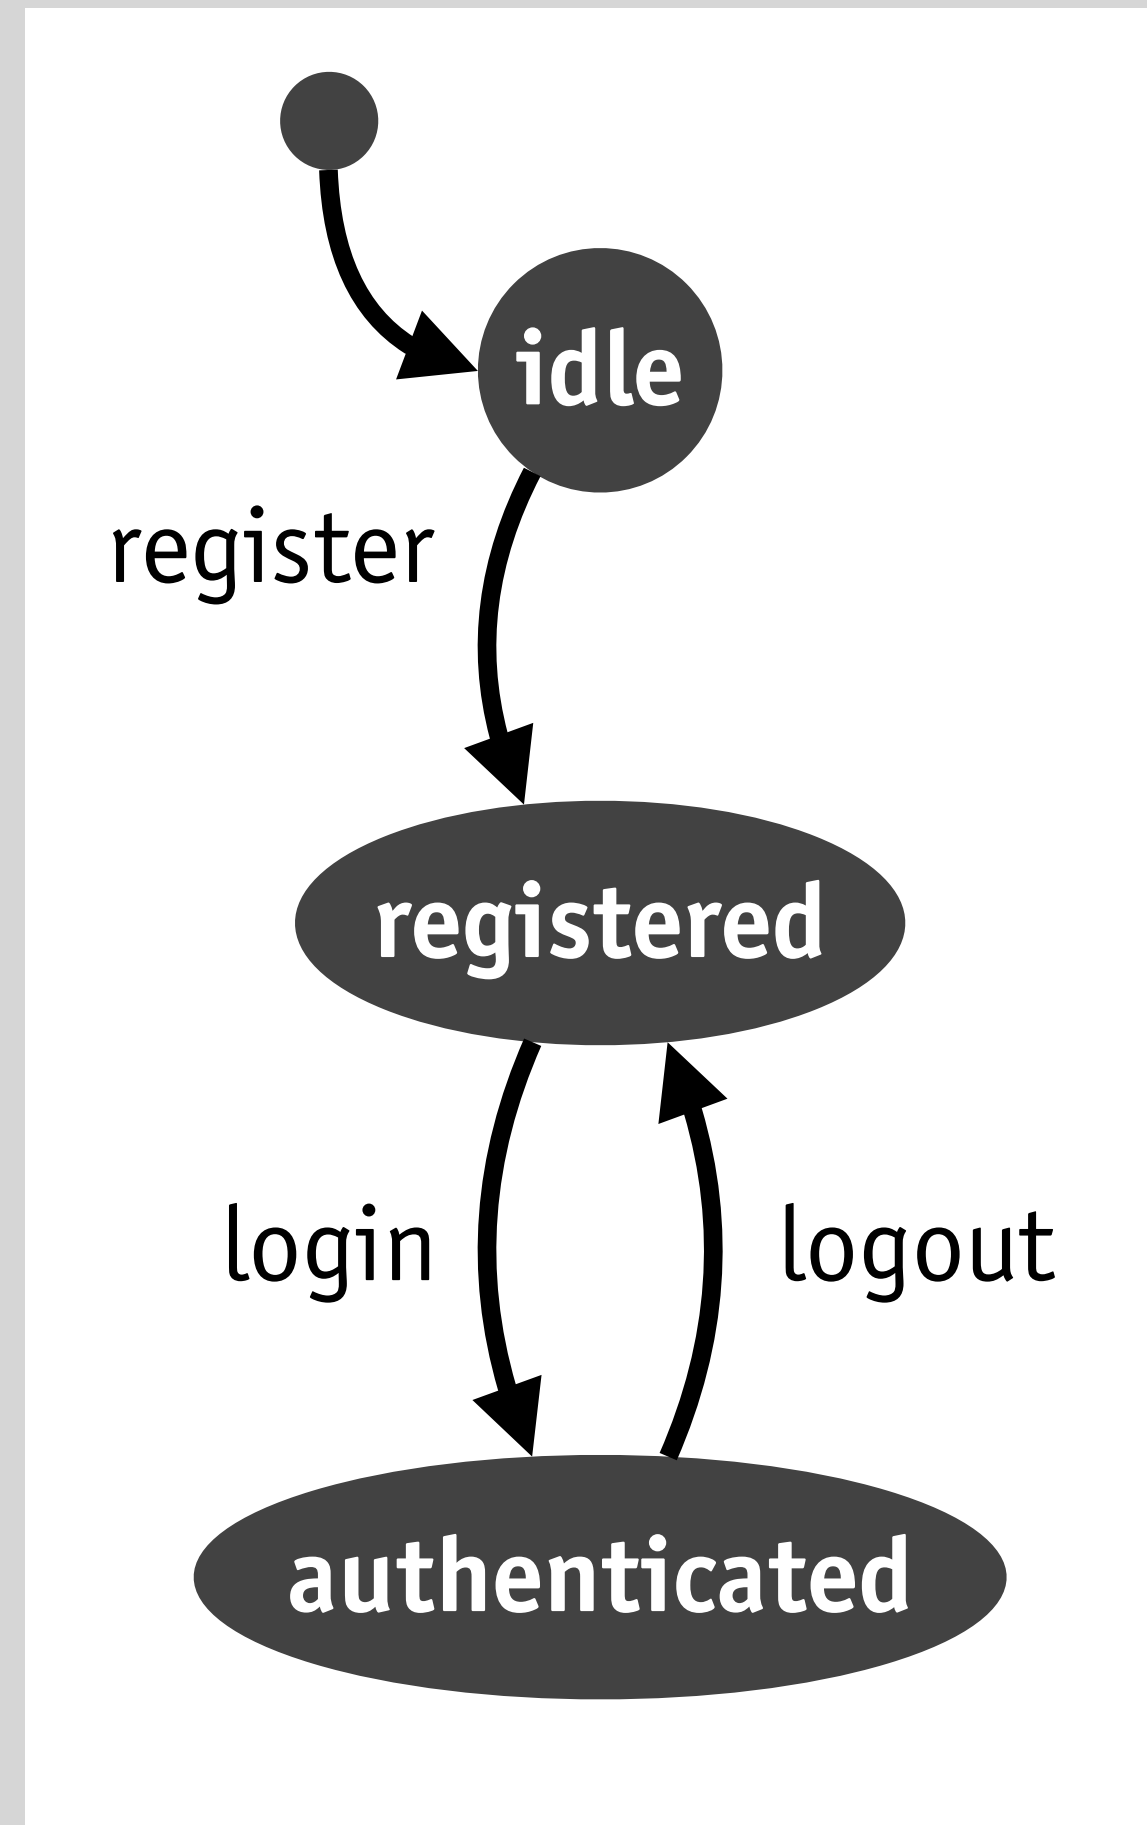 idle
register
registered
login
logout
authenticated